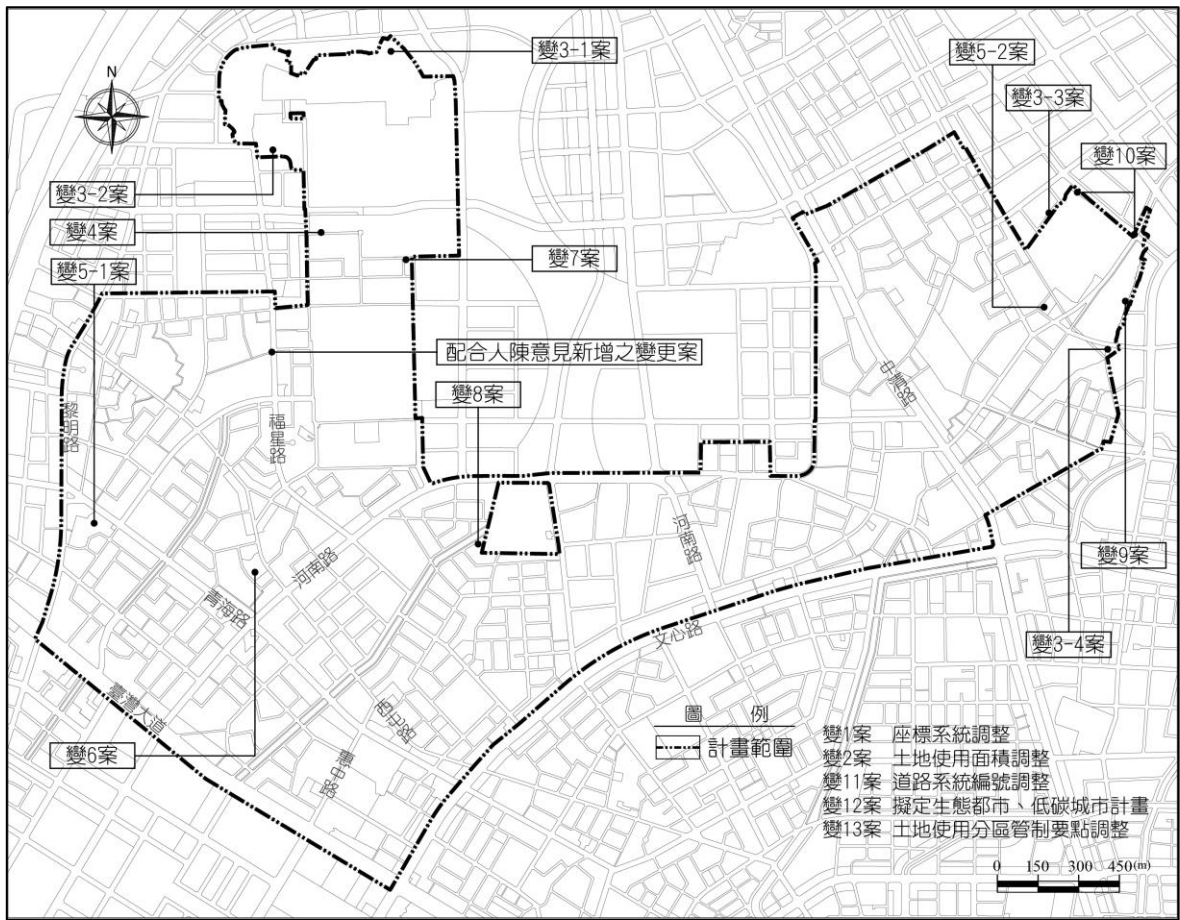 變3-1案
變5-2案
變3-3案
變10案
N
變3-2案
變4案
變5-1案
變7案
配合人陳意見新增之變更案
變8案
中清路
黎明路
福星路
河南路
河南路
青海路
變9案
文心路
變3-4案
臺灣大道
西屯路
惠中路
變6案
圖 例
計畫範圍
變1案 座標系統調整
變2案 土地使用面積調整
變11案 道路系統編號調整
變12案 擬定生態都市、低碳城市計畫
變13案 土地使用分區管制要點調整
0 150 300 450(m)